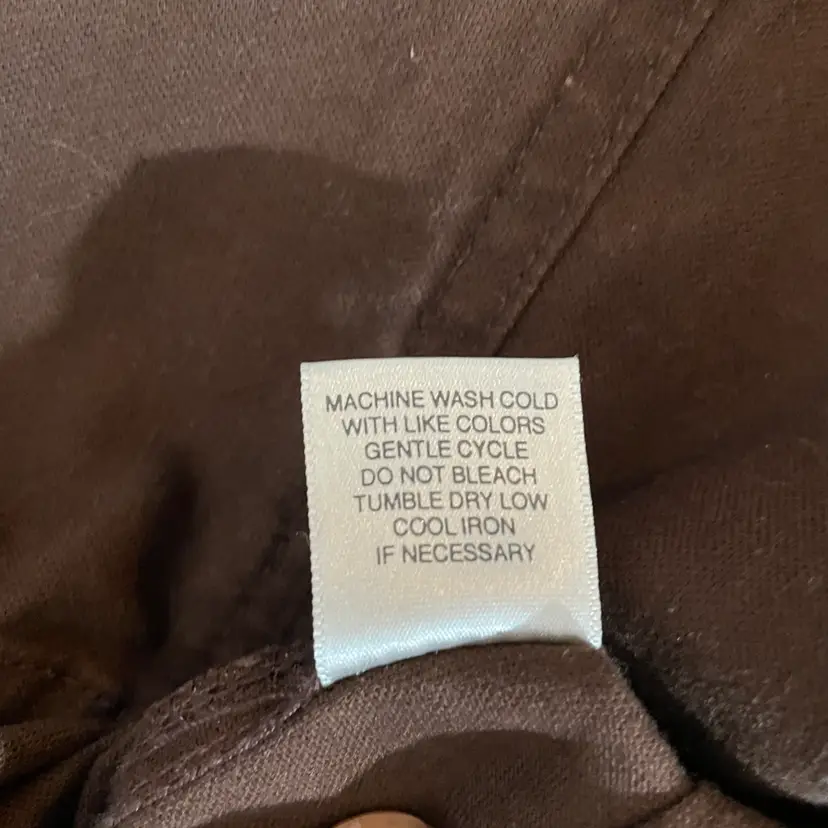 MACHINE WASH COLD
WITH LIKE COLORS
GENTLE CYCLE
DO NOT BLEACH
TUMBLE DRY LOW
COOL IRON
IF NECESSARY